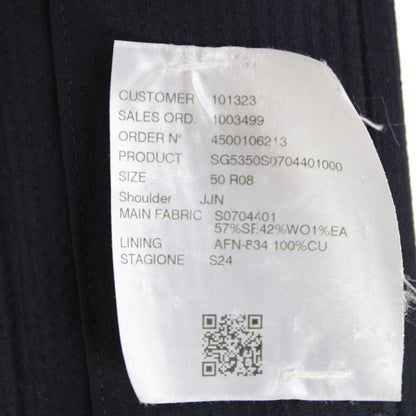 CUSTOMER 101323
SALES ORD. 1003499
ORDER N° 4500106213
PRODUCT SG5350S0704401000
SIZE 50 R08
Shoulder JJN
MAIN FABRIC S0704401
57%SE42%WO1%EA
LINING AFN-834 100%CU
STAGIONE S24